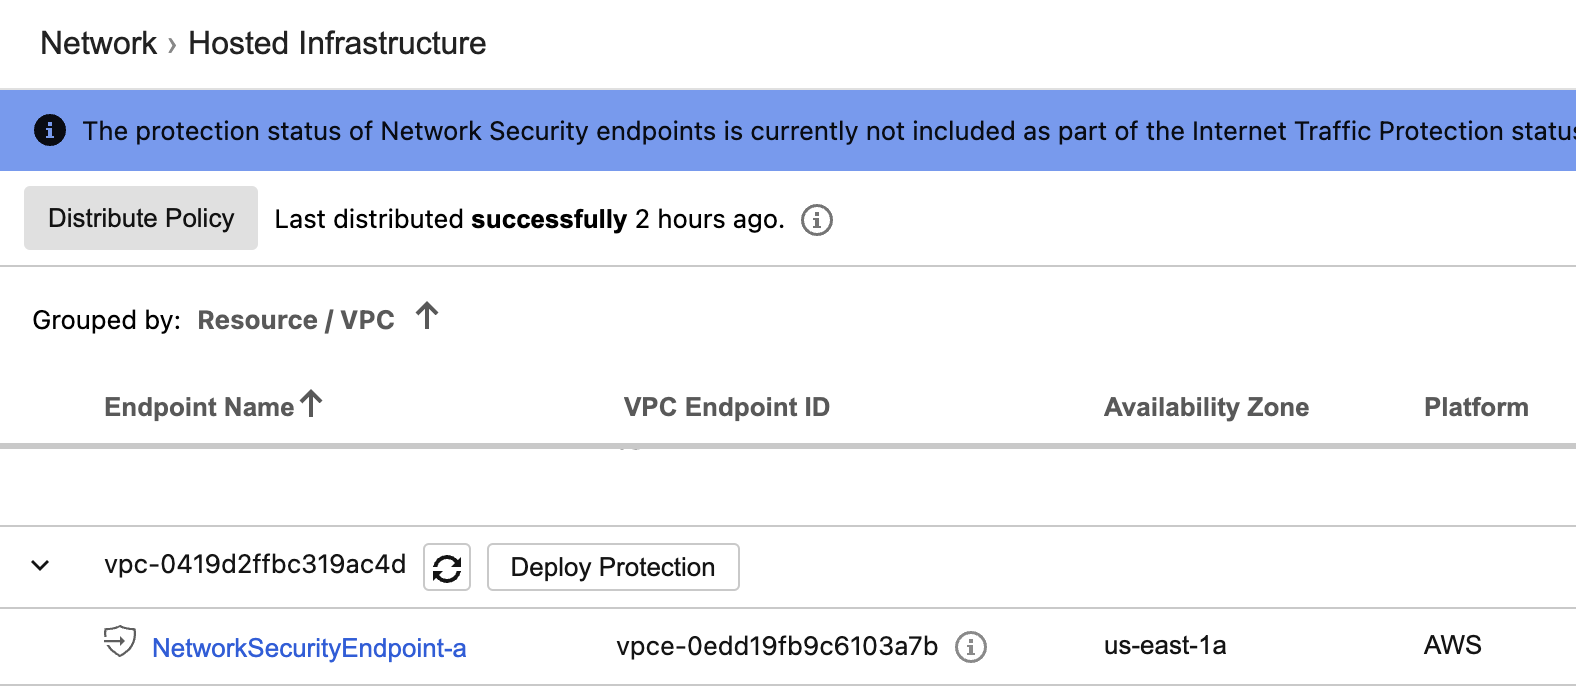 Network › Hosted Infrastructure
The protection status of Network Security endpoints is currently not included as part of the Internet Traffic Protection
Distribute Policy Last distributed successfully 2 hours ago.
Grouped by: Resource / VPC
Endpoint Name VPC Endpoint ID Availability Zone Platform
vpc-0419d2ffbc319ac4d Deploy Protection
NetworkSecurityEndpoint-a vpce-0edd19fb9c6103a7b us-east-1a AWS